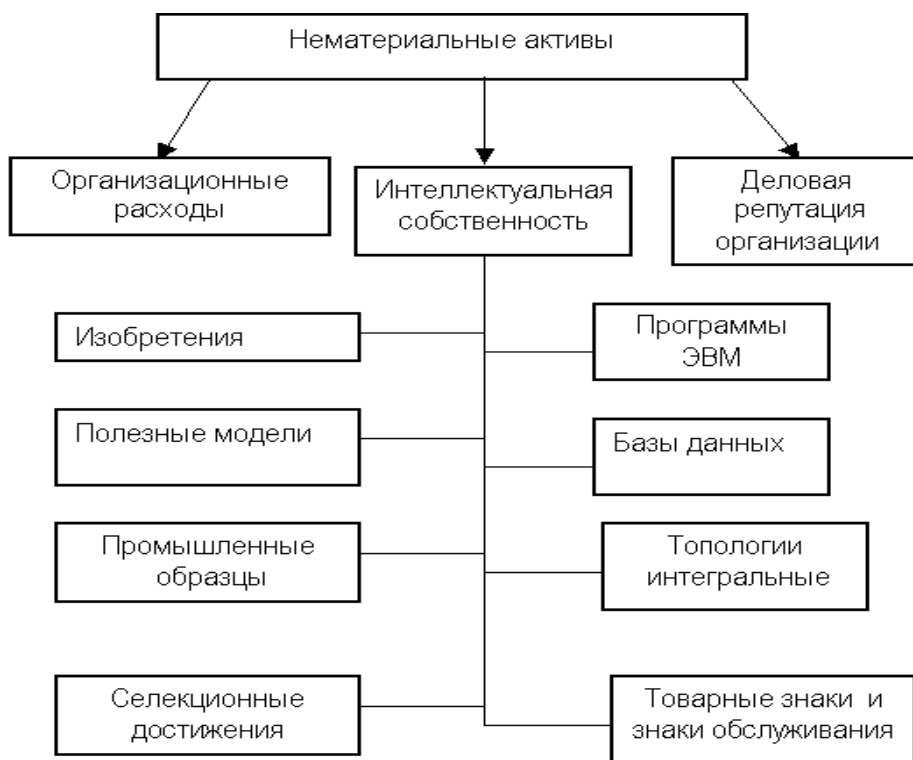 Нематериальные активы
Организационные
расходы
Интеллектуальная
собственность
Деловая
репутация
организации
Изобретения
Программы
ЭВМ
Полезные модели
Базы данных
Промышленные
образцы
Топологии
интегральные
Селекционные
достижения
Товарные знаки и
знаки обслуживания